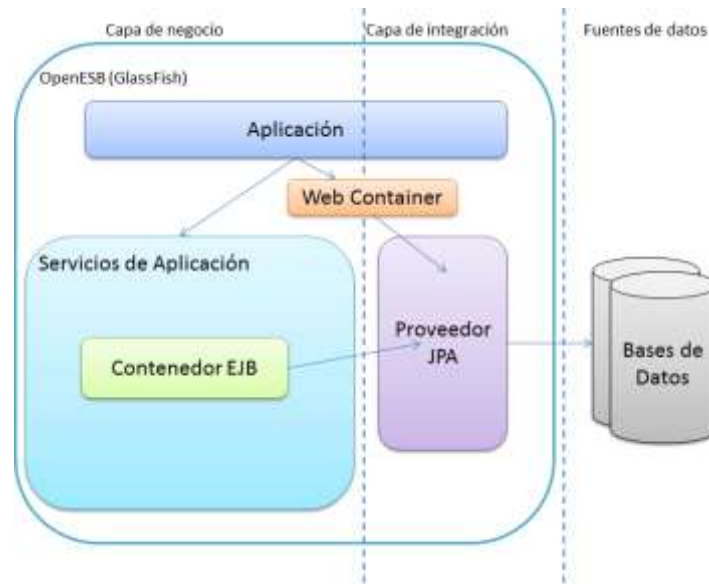 Capa de negocio
Capa de integración
Fuentes de datos
OpenESB (GlassFish)
Aplicación
Web Container
Servicios de Aplicación
Contenedor EJB
Proveedor
JPA
Bases de
Datos